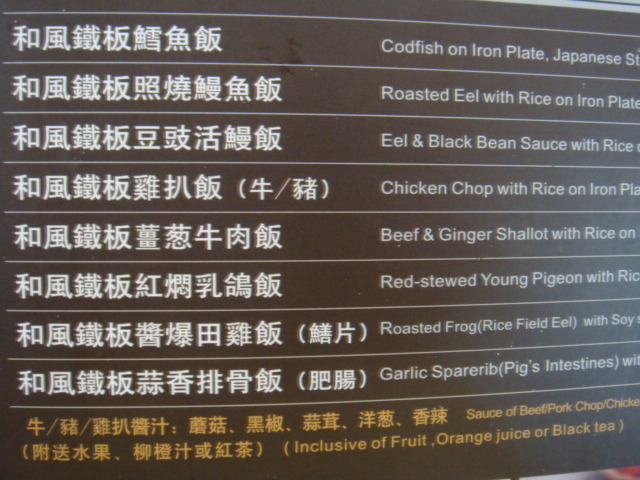 和風鐵板鱈魚飯 Codfish on Iron Plate, Japanese St
和風鐵板照燒鰻魚飯 Roasted Eel with Rice on Iron Plate
和風鐵板豆豉活鰻飯 Eel & Black Bean Sauce with Rice
和風鐵板雞扒飯（牛/豬） Chicken Chop with Rice on Iron Pla
和風鐵板薑葱牛肉飯 Beef & Ginger Shallot with Rice on
和風鐵板紅燜乳鴿飯 Red-stewed Young Pigeon with Ric
和風鐵板醬爆田雞飯（鱔片） Roasted Frog(Rice Field Eel) with Soy s
和風鐵板蒜香排骨飯（肥腸） Garlic Sparerib(Pig's Intestines) wit
牛/豬/雞扒醬汁：蘑菇、黑椒、蒜茸、洋葱、香辣 Sauce of Beef/Pork Chop/Chicke
（附送水果、柳橙汁或紅茶）（Inclusive of Fruit ,Orange juice or Black tea）